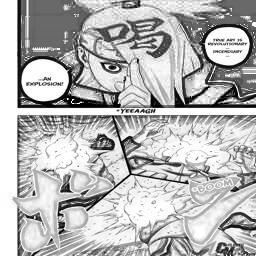 TRUE ART IS
REVOLUTIONARY
...
INCENDIARY
...
...AN
EXPLOSION!
喝
*YEEAAGH
*BOOM